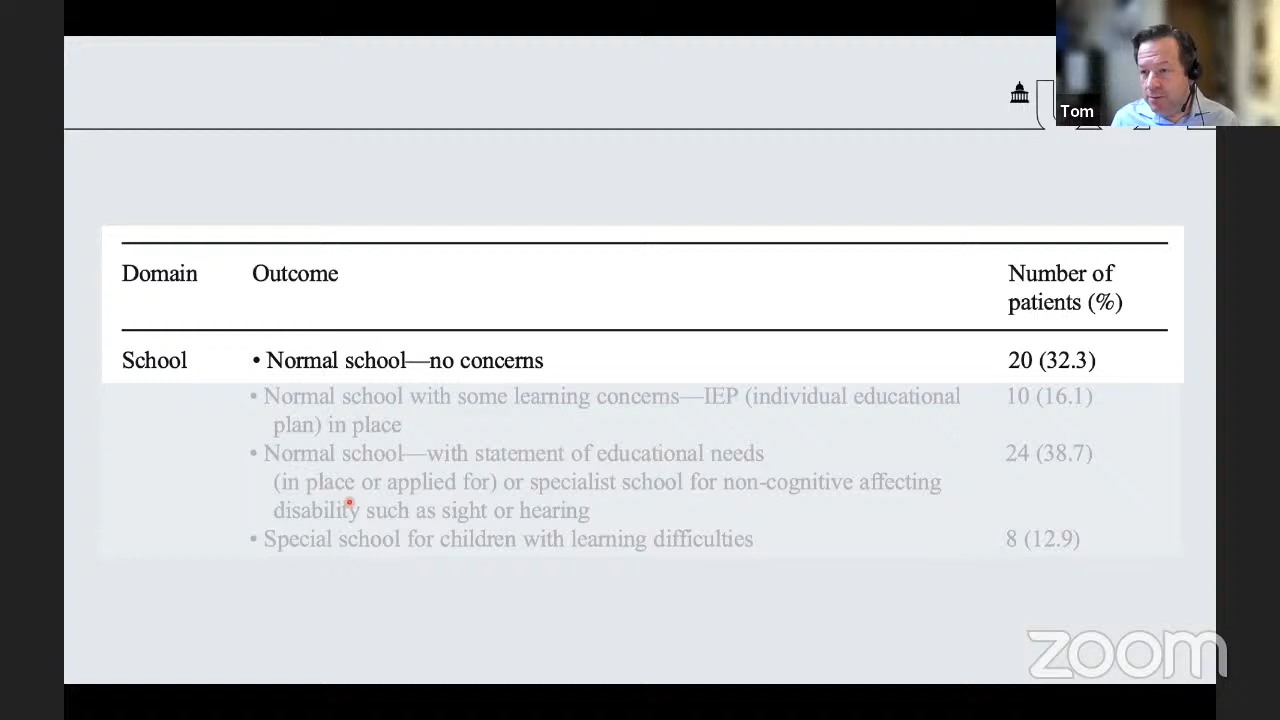 Tom
Domain Outcome Number of
patients (%)
School • Normal school—no concerns 20 (32.3)
• Normal school with some learning concerns—IEP (individual educational 10 (16.1)
plan) in place
• Normal school—with statement of educational needs 24 (38.7)
(in place or applied for) or specialist school for non-cognitive affecting
disability such as sight or hearing
• Special school for children with learning difficulties 8 (12.9)
zoom